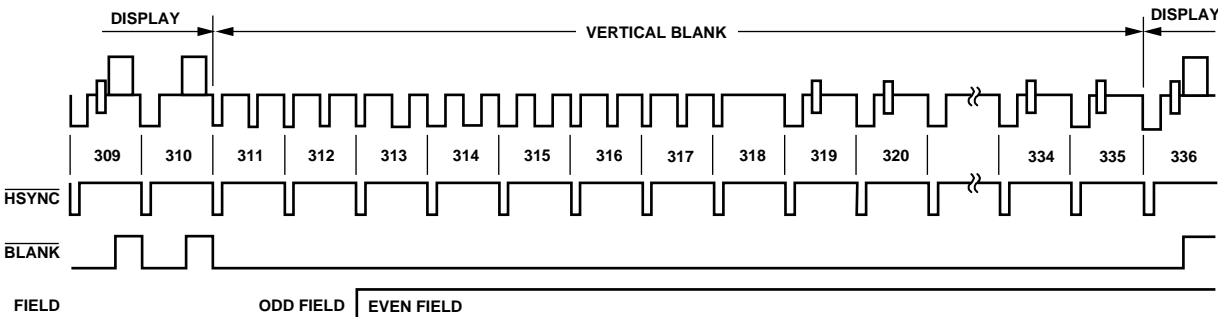 DISPLAY DISPLAY
VERTICAL BLANK
309 310 311 312 313 314 315 316 317 318 319 320 334 335 336
HSYNC
BLANK
FIELD ODD FIELD EVEN FIELD